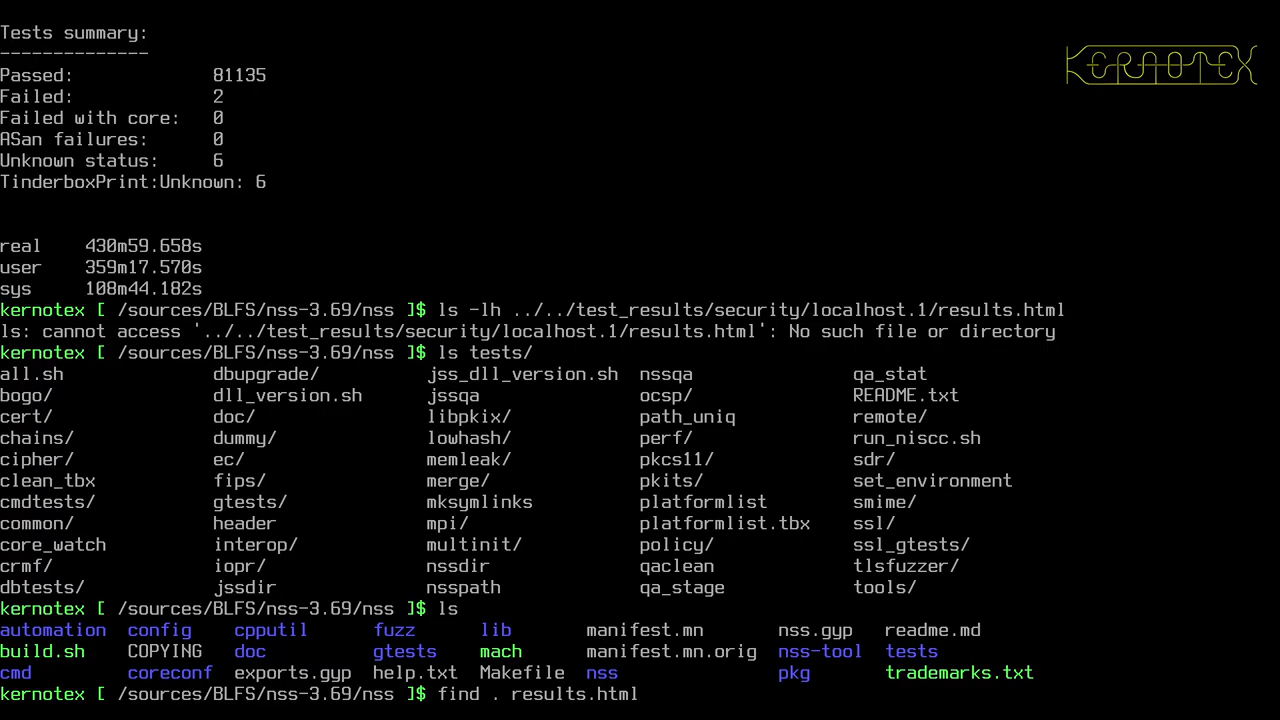 Tests summary:
--------------
Passed:             81135
Failed:             2
Failed with core:   0
ASan failures:      0
Unknown status:     6
TinderboxPrint:Unknown: 6
KERNOTEX
real    430m59.658s
user    359m17.570s
sys     108m44.182s
kernotex [ /sources/BLFS/nss-3.69/nss ]$ ls -lh ../../test_results/security/localhost.1/results.html
ls: cannot access '../../test_results/security/localhost.1/results.html': No such file or directory
kernotex [ /sources/BLFS/nss-3.69/nss ]$ ls tests/
all.sh              dbupgrade/          jss_dll_version.sh  nssqa               qa_stat
bogo/               dll_version.sh      jssqa               ocsp/               README.txt
cert/               doc/                libpkix/            path_uniq           remote/
chains/             dummy/              lowhash/            perf/               run_niscc.sh
cipher/             ec/                 memleak/            pkcs11/             sdr/
clean_tbx           fips/               merge/              pkits/              set_environment
cmdtests/           gtests/             mksymlinks          platformlist        smime/
common/             header              mpi/                platformlist.tbx    ssl/
core_watch          interop/            multinit/           policy/             ssl_gtests/
crmf/               iopr/               nssdir              qaclean             tlsfuzzer/
dbtests/            jssdir              nsspath             qa_stage            tools/
kernotex [ /sources/BLFS/nss-3.69/nss ]$ ls
automation  config    cpputil      fuzz      lib       manifest.mn       nss.gyp   readme.md
build.sh    COPYING   doc          gtests    mach      manifest.mn.orig  nss-tool  tests
cmd         coreconf  exports.gyp  help.txt  Makefile  nss               pkg       trademarks.txt
kernotex [ /sources/BLFS/nss-3.69/nss ]$ find . results.html